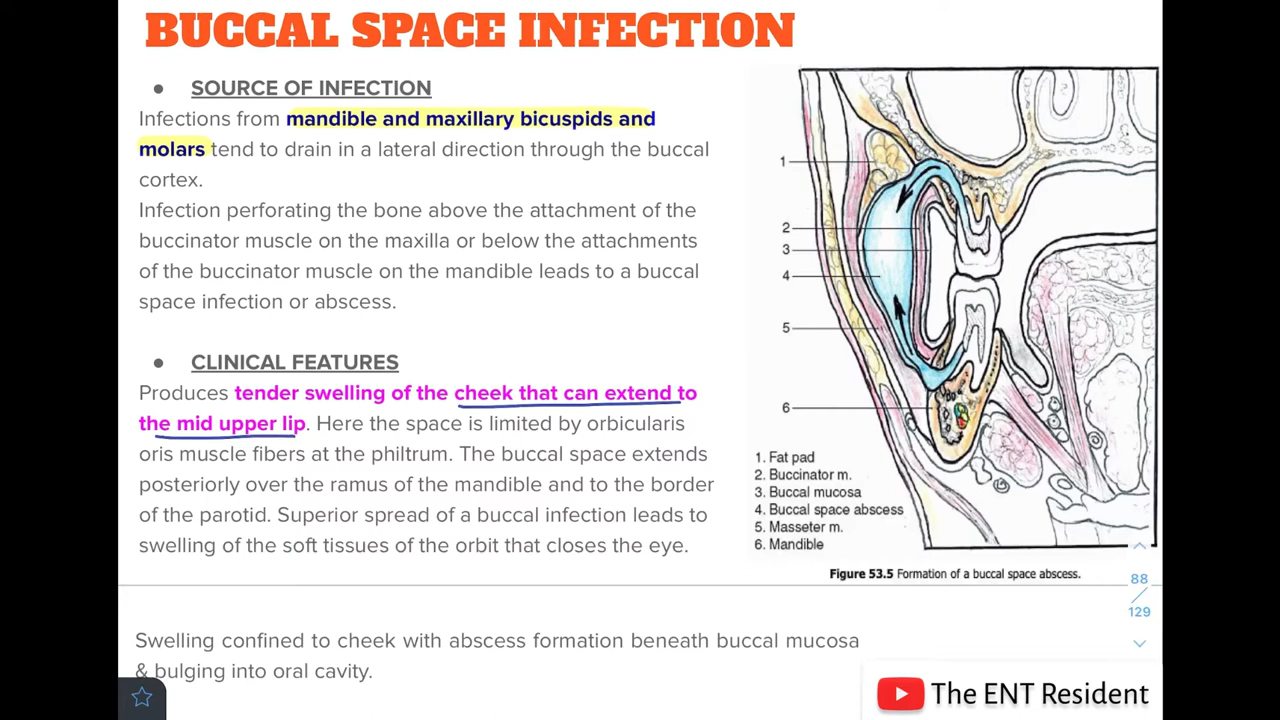 BUCCAL SPACE INFECTION
● SOURCE OF INFECTION
Infections from mandible and maxillary bicuspids and
molars tend to drain in a lateral direction through the buccal
cortex.
Infection perforating the bone above the attachment of the
buccinator muscle on the maxilla or below the attachments
of the buccinator muscle on the mandible leads to a buccal
space infection or abscess.
● CLINICAL FEATURES
Produces tender swelling of the cheek that can extend to
the mid upper lip. Here the space is limited by orbicularis
oris muscle fibers at the philtrum. The buccal space extends
posteriorly over the ramus of the mandible and to the border
of the parotid. Superior spread of a buccal infection leads to
swelling of the soft tissues of the orbit that closes the eye.
1
2
3
4
5
6
1. Fat pad
2. Buccinator m.
3. Buccal mucosa
4. Buccal space abscess
5. Masseter m.
6. Mandible
Figure 53.5 Formation of a buccal space abscess.
88
129
Swelling confined to cheek with abscess formation beneath buccal mucosa
& bulging into oral cavity.
The ENT Resident